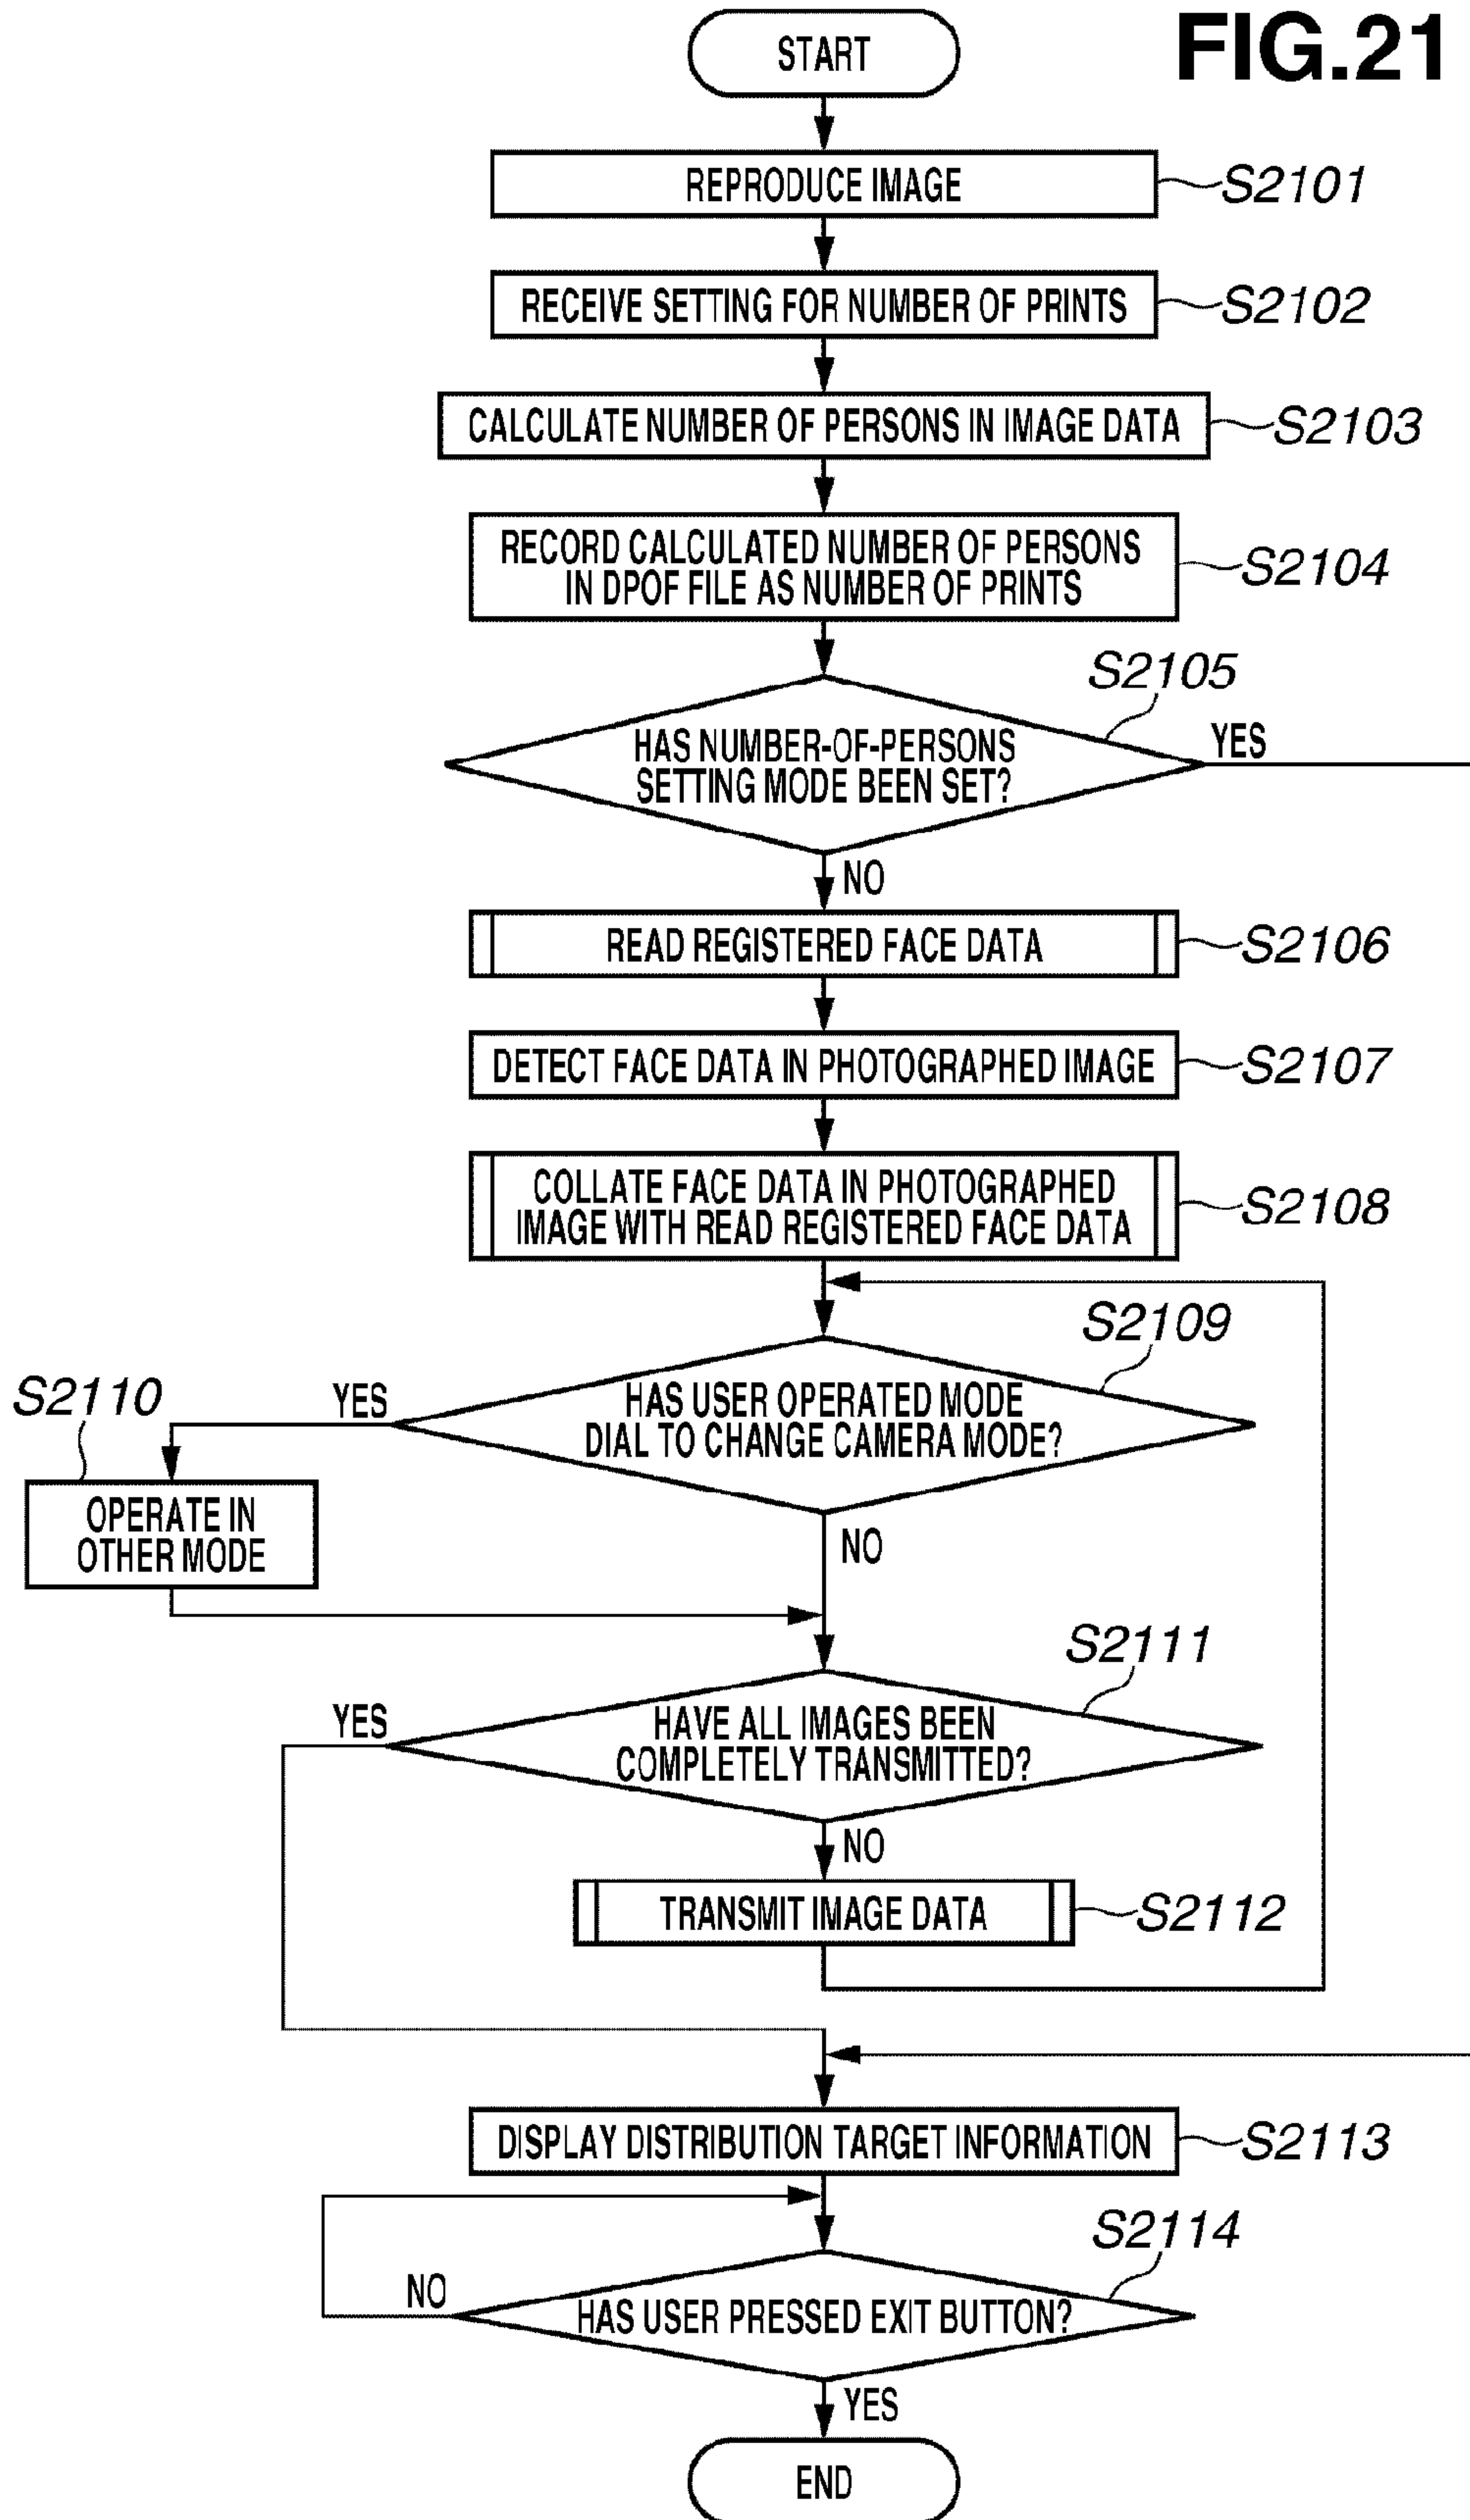 FIG.21
START
REPRODUCE IMAGE
S2101
RECEIVE SETTING FOR NUMBER OF PRINTS
S2102
CALCULATE NUMBER OF PERSONS IN IMAGE DATA
S2103
RECORD CALCULATED NUMBER OF PERSONS
IN DPOF FILE AS NUMBER OF PRINTS
S2104
S2105
HAS NUMBER-OF-PERSONS
SETTING MODE BEEN SET?
YES
NO
READ REGISTERED FACE DATA
S2106
DETECT FACE DATA IN PHOTOGRAPHED IMAGE
S2107
COLLATE FACE DATA IN PHOTOGRAPHED
IMAGE WITH READ REGISTERED FACE DATA
S2108
S2109
HAS USER OPERATED MODE
DIAL TO CHANGE CAMERA MODE?
YES
S2110
OPERATE IN
OTHER MODE
NO
S2111
HAVE ALL IMAGES BEEN
COMPLETELY TRANSMITTED?
YES
NO
TRANSMIT IMAGE DATA
S2112
DISPLAY DISTRIBUTION TARGET INFORMATION
S2113
S2114
HAS USER PRESSED EXIT BUTTON?
NO
YES
END